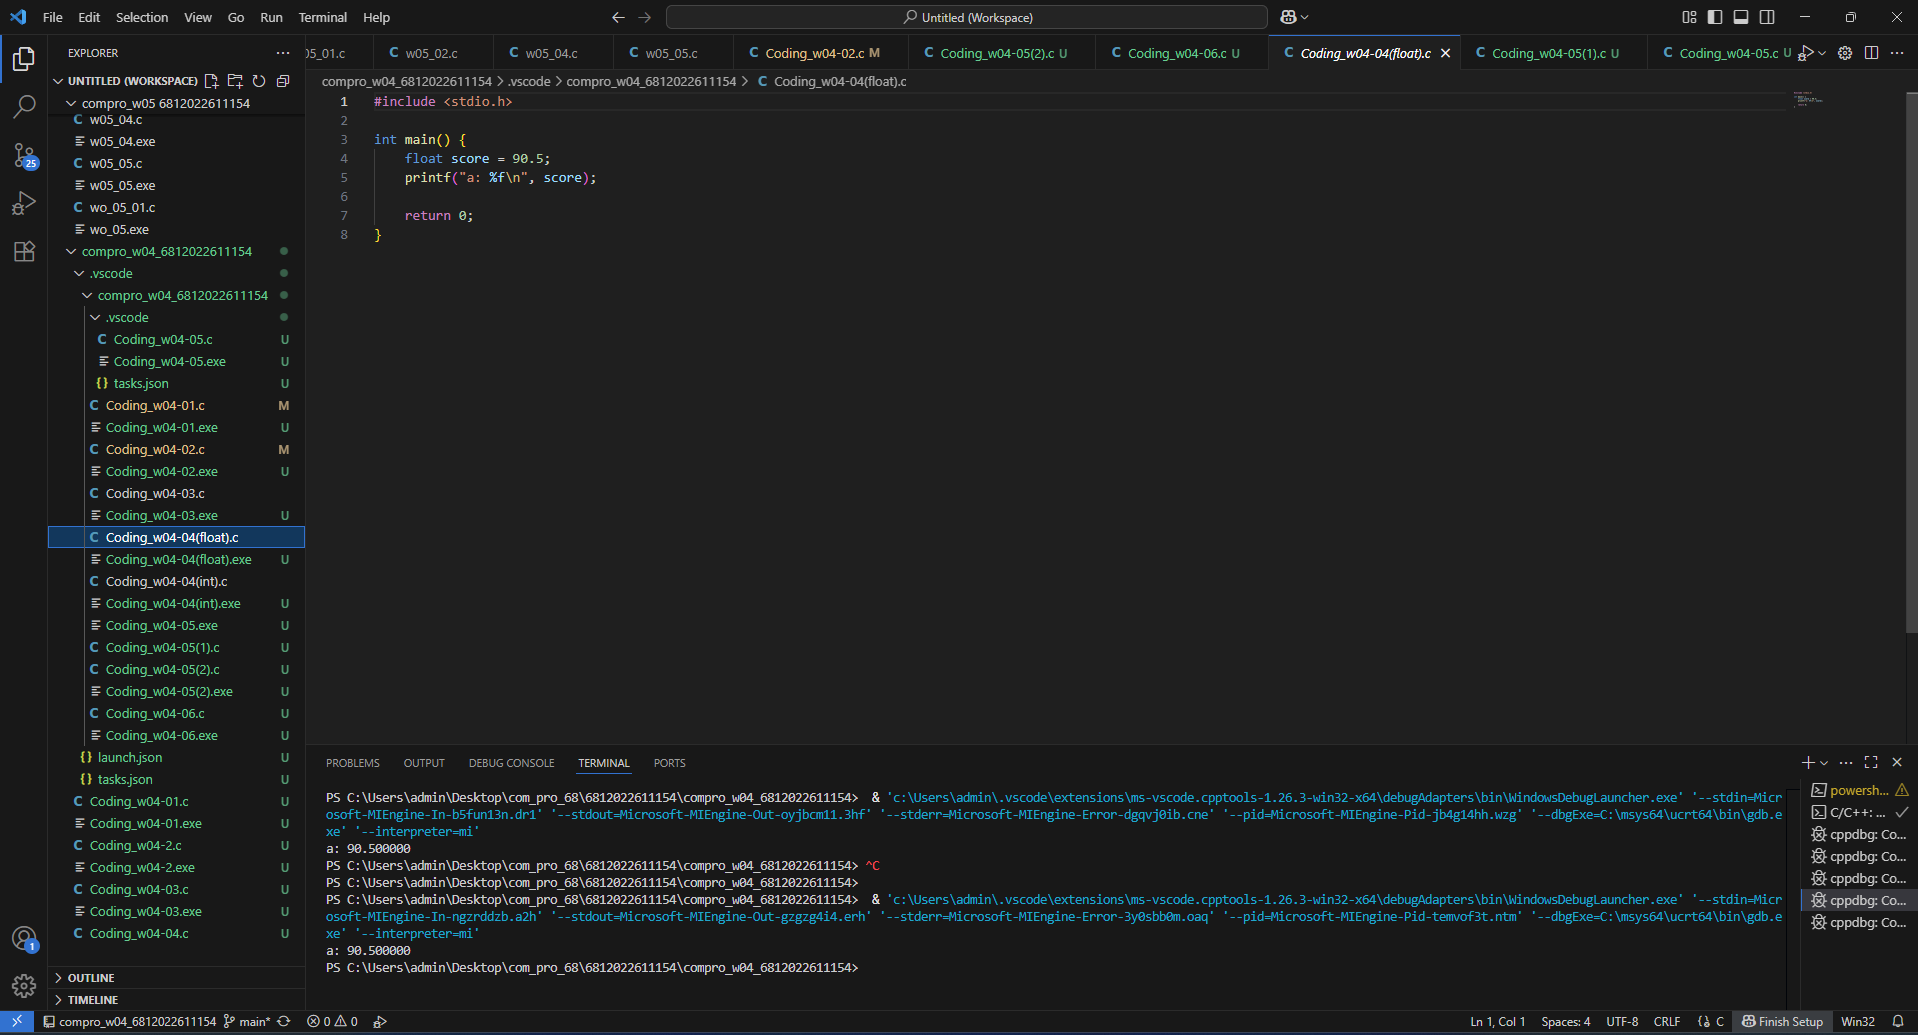 File Edit Selection View Go Run Terminal Help
Untitled (Workspace)
EXPLORER
05_01.c w05_02.c w05_04.c w05_05.c Coding_w04-02.c M Coding_w04-05(2).c U Coding_w04-06.c U Coding_w04-04(float).c Coding_w04-05(1).c U Coding_w04-05.c U
UNTITLED (WORKSPACE)
compro_w05 6812022611154
w05_04.c
w05_04.exe
w05_05.c
w05_05.exe
wo_05_01.c
wo_05.exe
compro_w04_6812022611154
.vscode
compro_w04_6812022611154
.vscode
Coding_w04-05.c U
Coding_w04-05.exe U
tasks.json U
Coding_w04-01.c M
Coding_w04-01.exe U
Coding_w04-02.c M
Coding_w04-02.exe U
Coding_w04-03.c
Coding_w04-03.exe U
Coding_w04-04(float).c
Coding_w04-04(float).exe U
Coding_w04-04(int).c
Coding_w04-04(int).exe U
Coding_w04-05.exe U
Coding_w04-05(1).c U
Coding_w04-05(2).c U
Coding_w04-05(2).exe U
Coding_w04-06.c U
Coding_w04-06.exe U
launch.json U
tasks.json U
Coding_w04-01.c U
Coding_w04-01.exe U
Coding_w04-2.c U
Coding_w04-2.exe U
Coding_w04-03.c U
Coding_w04-03.exe U
Coding_w04-04.c U
OUTLINE
TIMELINE
25
1
compro_w04_6812022611154 > .vscode > compro_w04_6812022611154 > C Coding_w04-04(float).c
1 #include <stdio.h>
2
3 int main() {
4 float score = 90.5;
5 printf("a: %f\n", score);
6
7 return 0;
8 }
PROBLEMS OUTPUT DEBUG CONSOLE TERMINAL PORTS
PS C:\Users\admin\Desktop\com_pro_68\6812022611154\compro_w04_6812022611154> & 'c:\Users\admin\.vscode\extensions\ms-vscode.cpptools-1.26.3-win32-x64\debugAdapters\bin\WindowsDebugLauncher.exe' '--stdin=Micr
osoft-MIEngine-In-b5fun13n.dr1' '--stdout=Microsoft-MIEngine-Out-oyjbcm11.3hf' '--stderr=Microsoft-MIEngine-Error-dgqvj0ib.cne' '--pid=Microsoft-MIEngine-Pid-jb4g14hh.wzg' '--dbgExe=C:\msys64\ucrt64\bin\gdb.e
xe' '--interpreter=mi'
a: 90.500000
PS C:\Users\admin\Desktop\com_pro_68\6812022611154\compro_w04_6812022611154> ^C
PS C:\Users\admin\Desktop\com_pro_68\6812022611154\compro_w04_6812022611154>
PS C:\Users\admin\Desktop\com_pro_68\6812022611154\compro_w04_6812022611154> & 'c:\Users\admin\.vscode\extensions\ms-vscode.cpptools-1.26.3-win32-x64\debugAdapters\bin\WindowsDebugLauncher.exe' '--stdin=Micr
osoft-MIEngine-In-ngzrddzb.a2h' '--stdout=Microsoft-MIEngine-Out-gzgzg4i4.erh' '--stderr=Microsoft-MIEngine-Error-3y0sbb0m.oaq' '--pid=Microsoft-MIEngine-Pid-temvof3t.ntm' '--dbgExe=C:\msys64\ucrt64\bin\gdb.e
xe' '--interpreter=mi'
a: 90.500000
PS C:\Users\admin\Desktop\com_pro_68\6812022611154\compro_w04_6812022611154>
powersh...
C/C++: ...
cppdbg: Co...
cppdbg: Co...
cppdbg: Co...
cppdbg: Co...
cppdbg: Co...
compro_w04_6812022611154 main* 0 0
Ln 1, Col 1 Spaces: 4 UTF-8 CRLF {} C Finish Setup Win32